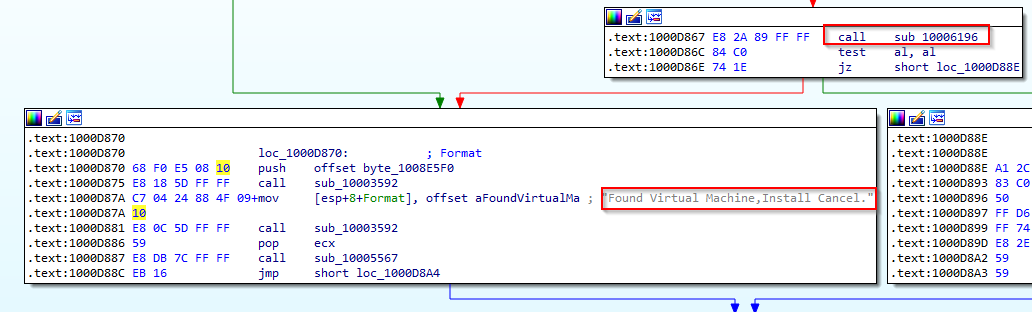 .text:1000D867 E8 2A 89 FF FF call sub_10006196
.text:1000D86C 84 C0 test al, al
.text:1000D86E 74 1E jz short loc_1000D88E
.text:1000D870
.text:1000D870
.text:1000D870 loc_1000D870: ; Format
.text:1000D870 68 F0 E5 08 10 push offset byte_1008E5F0
.text:1000D875 E8 18 5D FF FF call sub_10003592
.text:1000D87A C7 04 24 88 4F 09+mov [esp+8+Format], offset aFoundVirtualMa ; "Found Virtual Machine,Install Cancel."
.text:1000D87A 10
.text:1000D881 E8 0C 5D FF FF call sub_10003592
.text:1000D886 59 pop ecx
.text:1000D887 E8 DB 7C FF FF call sub_10005567
.text:1000D88C EB 16 jmp short loc_1000D8A4
.text:1000D88E
.text:1000D88E
.text:1000D88E A1 2C
.text:1000D893 83 C0
.text:1000D896 50
.text:1000D897 FF D6
.text:1000D899 FF 74
.text:1000D89D E8 2E
.text:1000D8A2 59
.text:1000D8A3 59